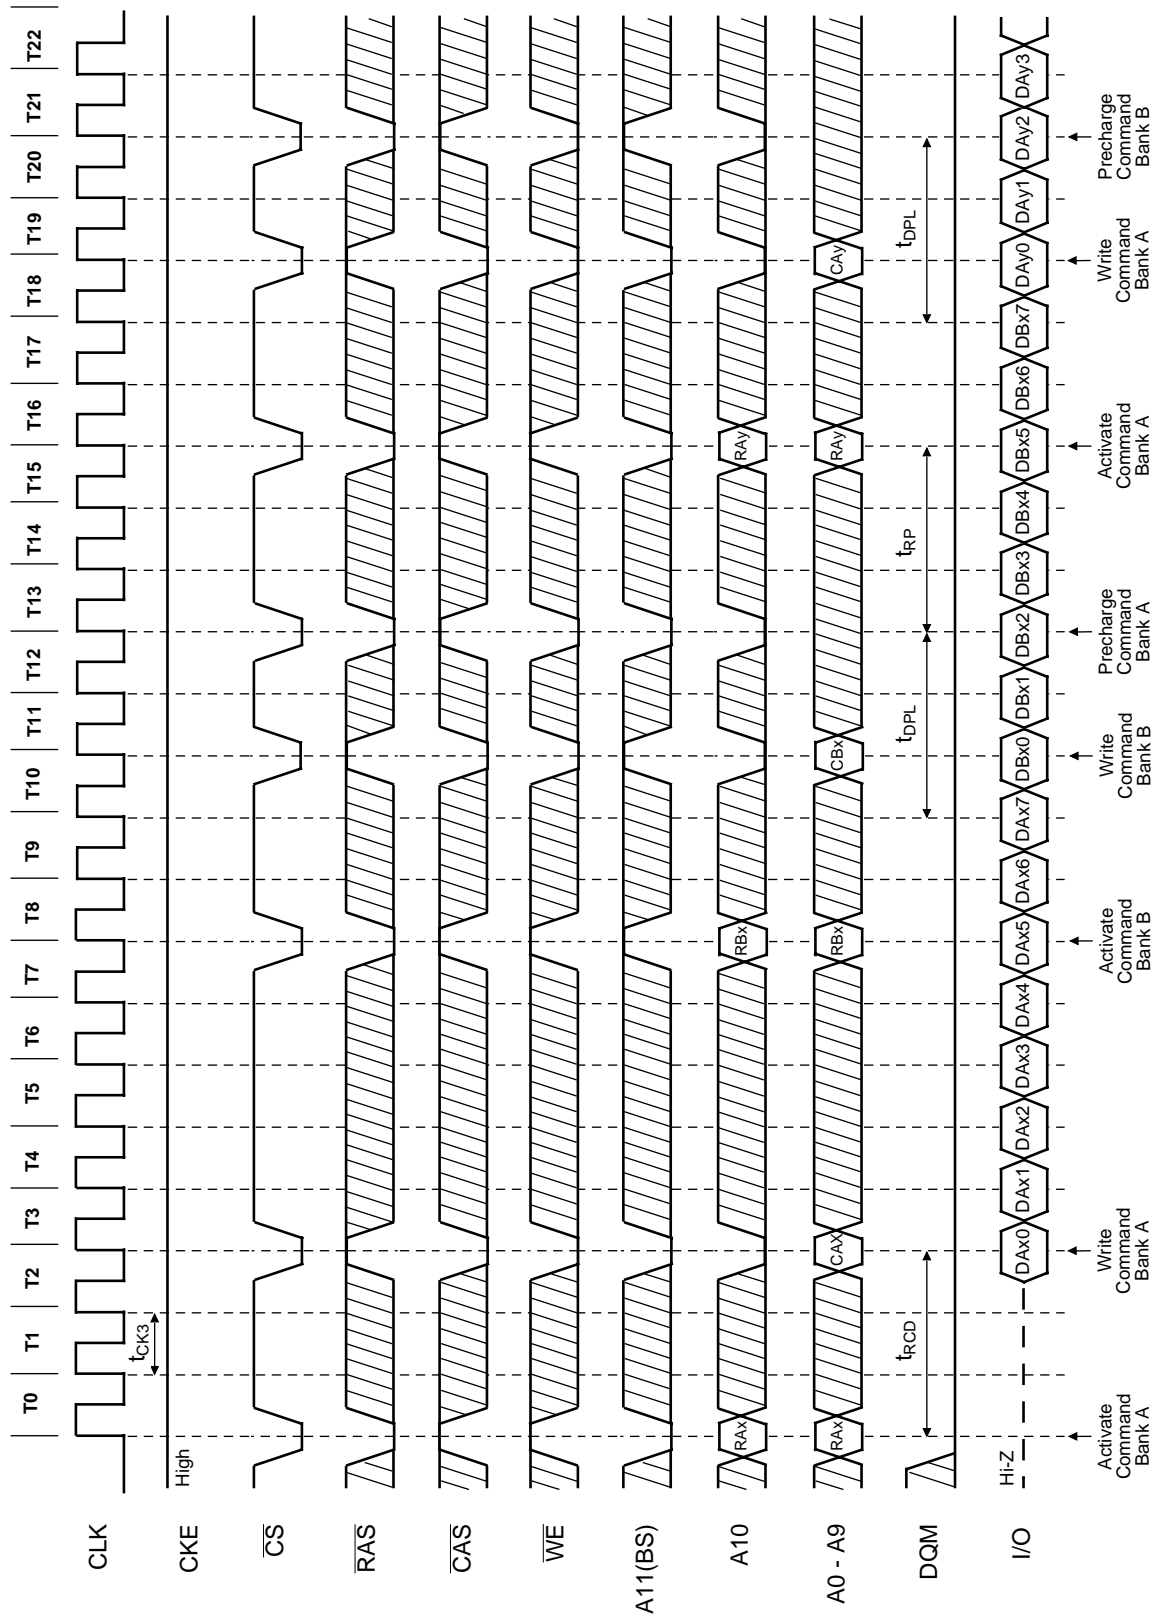 T0 T1 T2 T3 T4 T5 T6 T7 T8 T9 T10 T11 T12 T13 T14 T15 T16 T17 T18 T19 T20 T21 T22
CLK
tCK3
CKE
High
CS
RAS
CAS
WE
A11(BS)
A10
RAx RBx RAy
A0 - A9
RAx CAX RBx CBx RAy CAy
DQM
tRCD tDPL tRP tDPL
I/O
Hi-Z DAx0 DAx1 DAx2 DAx3 DAx4 DAx5 DAx6 DAx7 DBx0 DBx1 DBx2 DBx3 DBx4 DBx5 DBx6 DBx7 DAy0 DAy1 DAy2 DAy3
Activate
Command
Bank A
Write
Command
Bank A
Activate
Command
Bank B
Write
Command
Bank B
Precharge
Command
Bank A
Activate
Command
Bank A
Write
Command
Bank A
Precharge
Command
Bank B